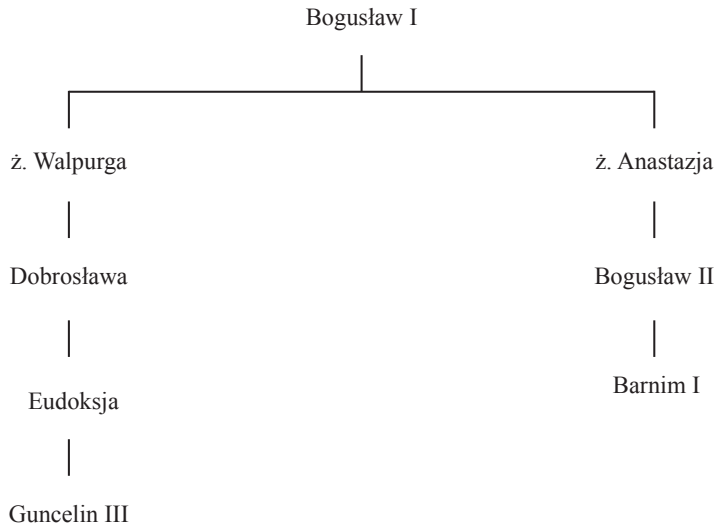 Bogusław I
ż. Walpurga
ż. Anastazja
Dobrosława
Bogusław II
Eudoksja
Barnim I
Guncelin III